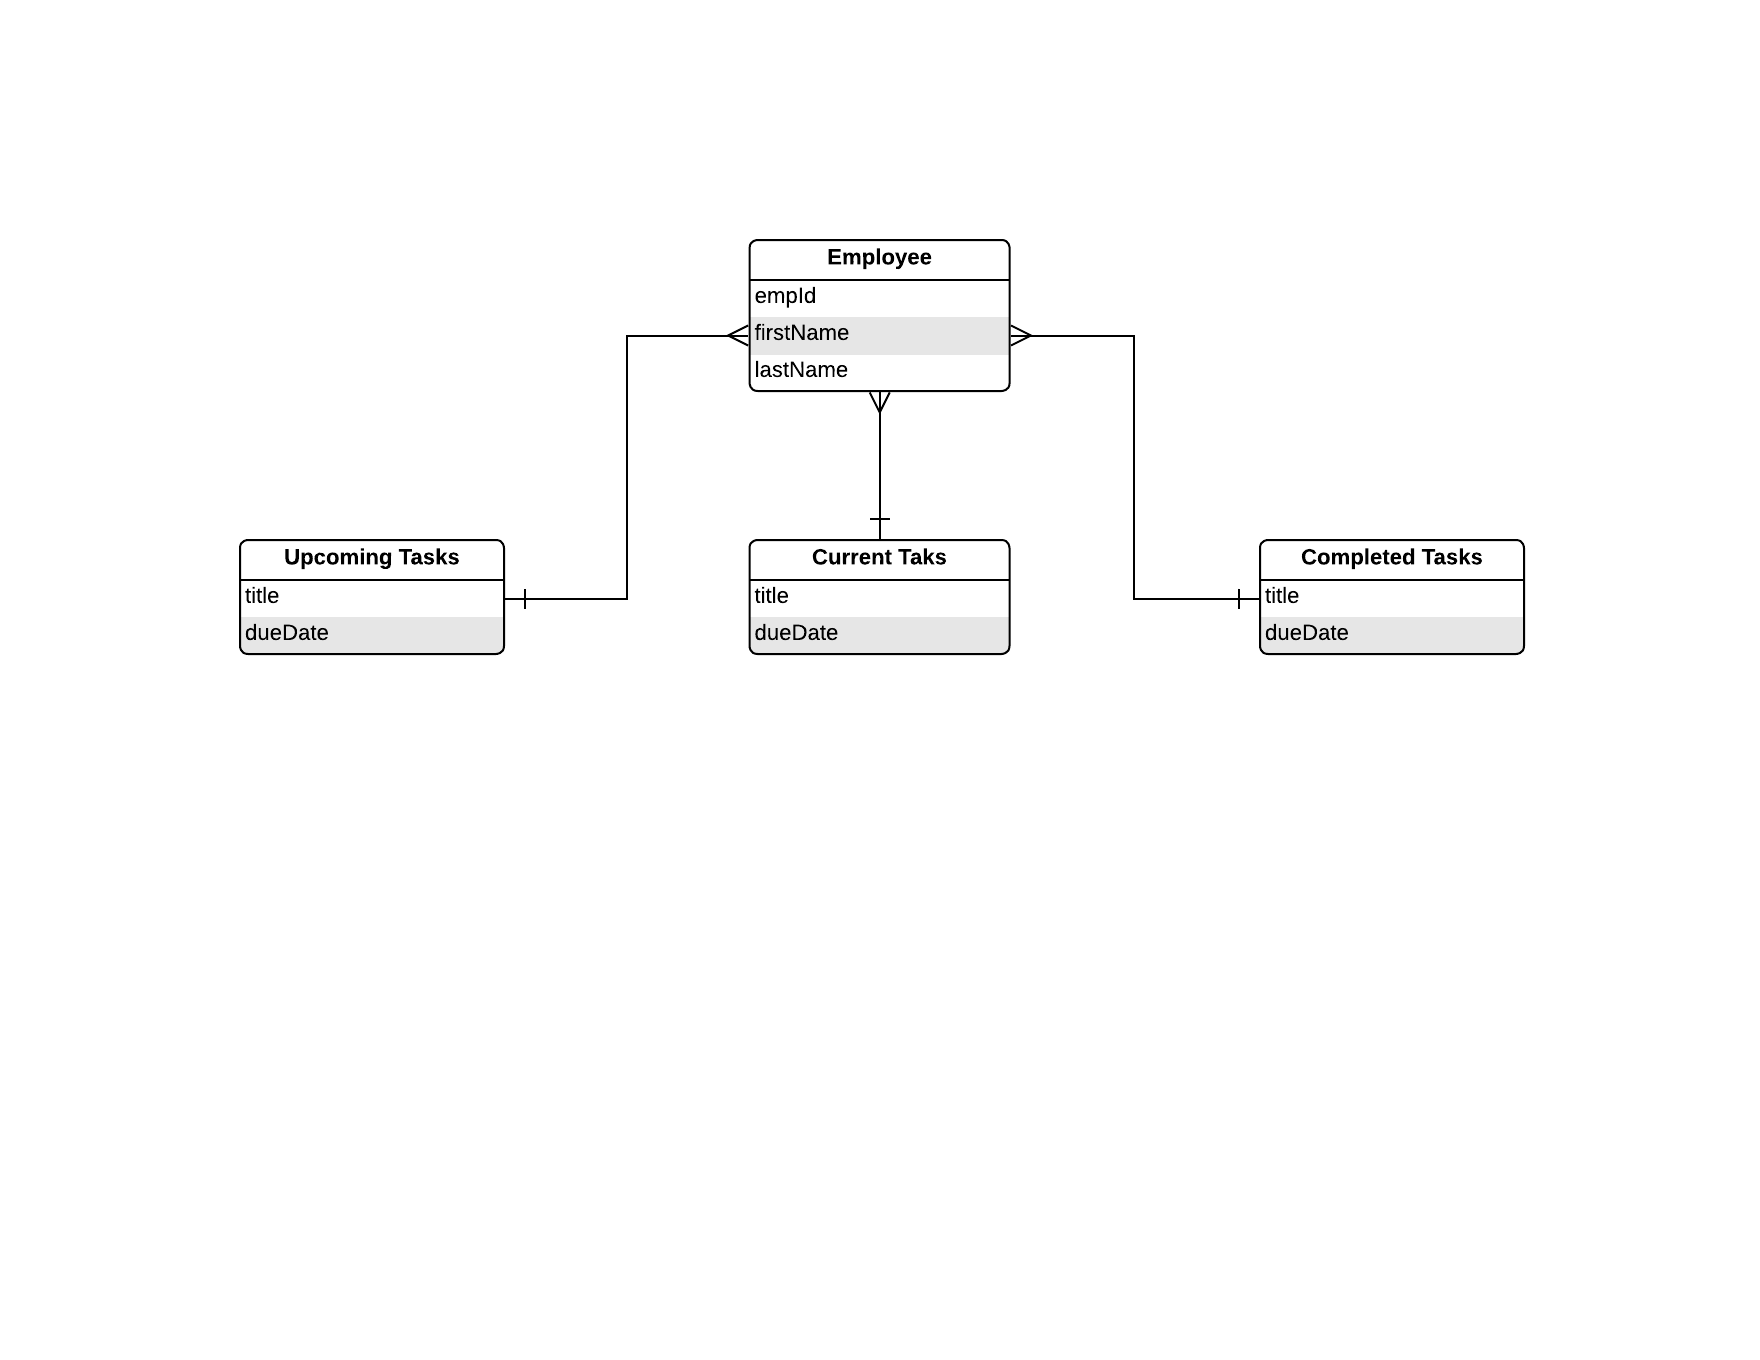 Employee
empId
firstName
lastName
Upcoming Tasks
title
dueDate
Current Taks
title
dueDate
Completed Tasks
title
dueDate